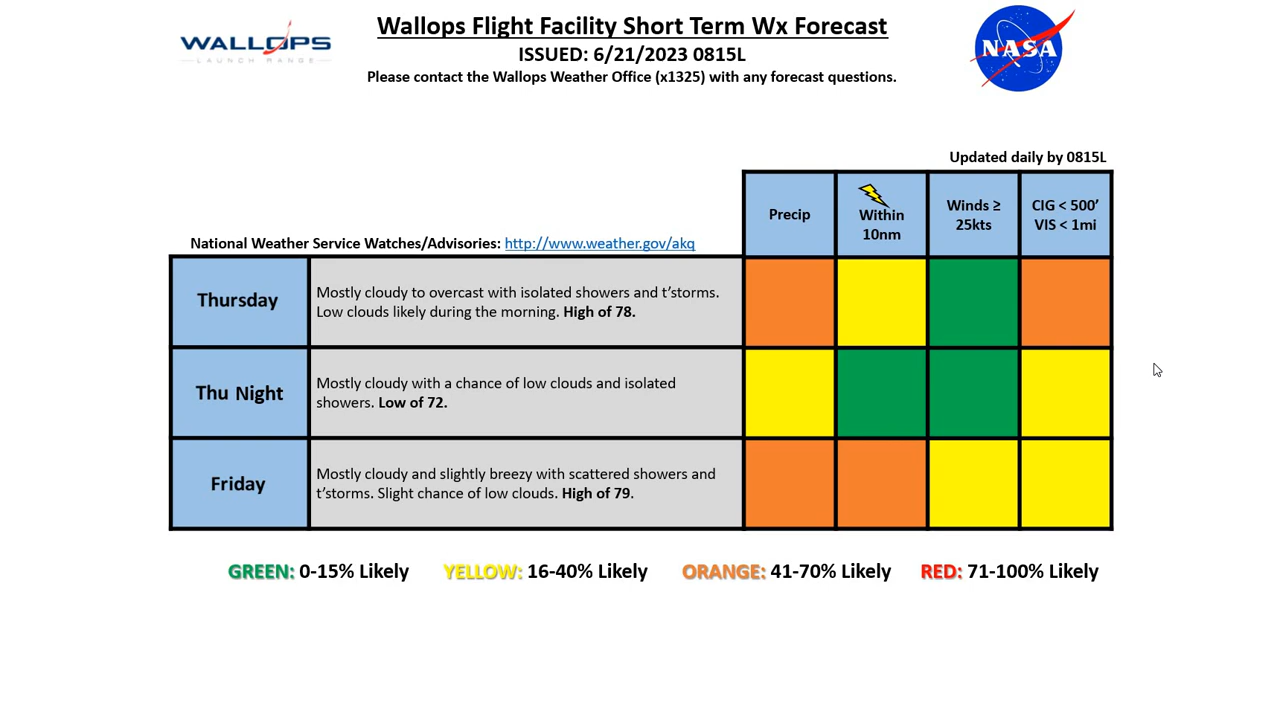 WALLOPS
LAUNCH RANGE
Wallops Flight Facility Short Term Wx Forecast
ISSUED: 6/21/2023 0815L
Please contact the Wallops Weather Office (x1325) with any forecast questions.
NASA
Updated daily by 0815L
National Weather Service Watches/Advisories: http://www.weather.gov/akq
Precip
Within
10nm
Winds ≥
25kts
CIG < 500’
VIS < 1mi
Thursday
Mostly cloudy to overcast with isolated showers and t’storms.
Low clouds likely during the morning. High of 78.
Thu Night
Mostly cloudy with a chance of low clouds and isolated
showers. Low of 72.
Friday
Mostly cloudy and slightly breezy with scattered showers and
t’storms. Slight chance of low clouds. High of 79.
GREEN: 0-15% Likely YELLOW: 16-40% Likely ORANGE: 41-70% Likely RED: 71-100% Likely